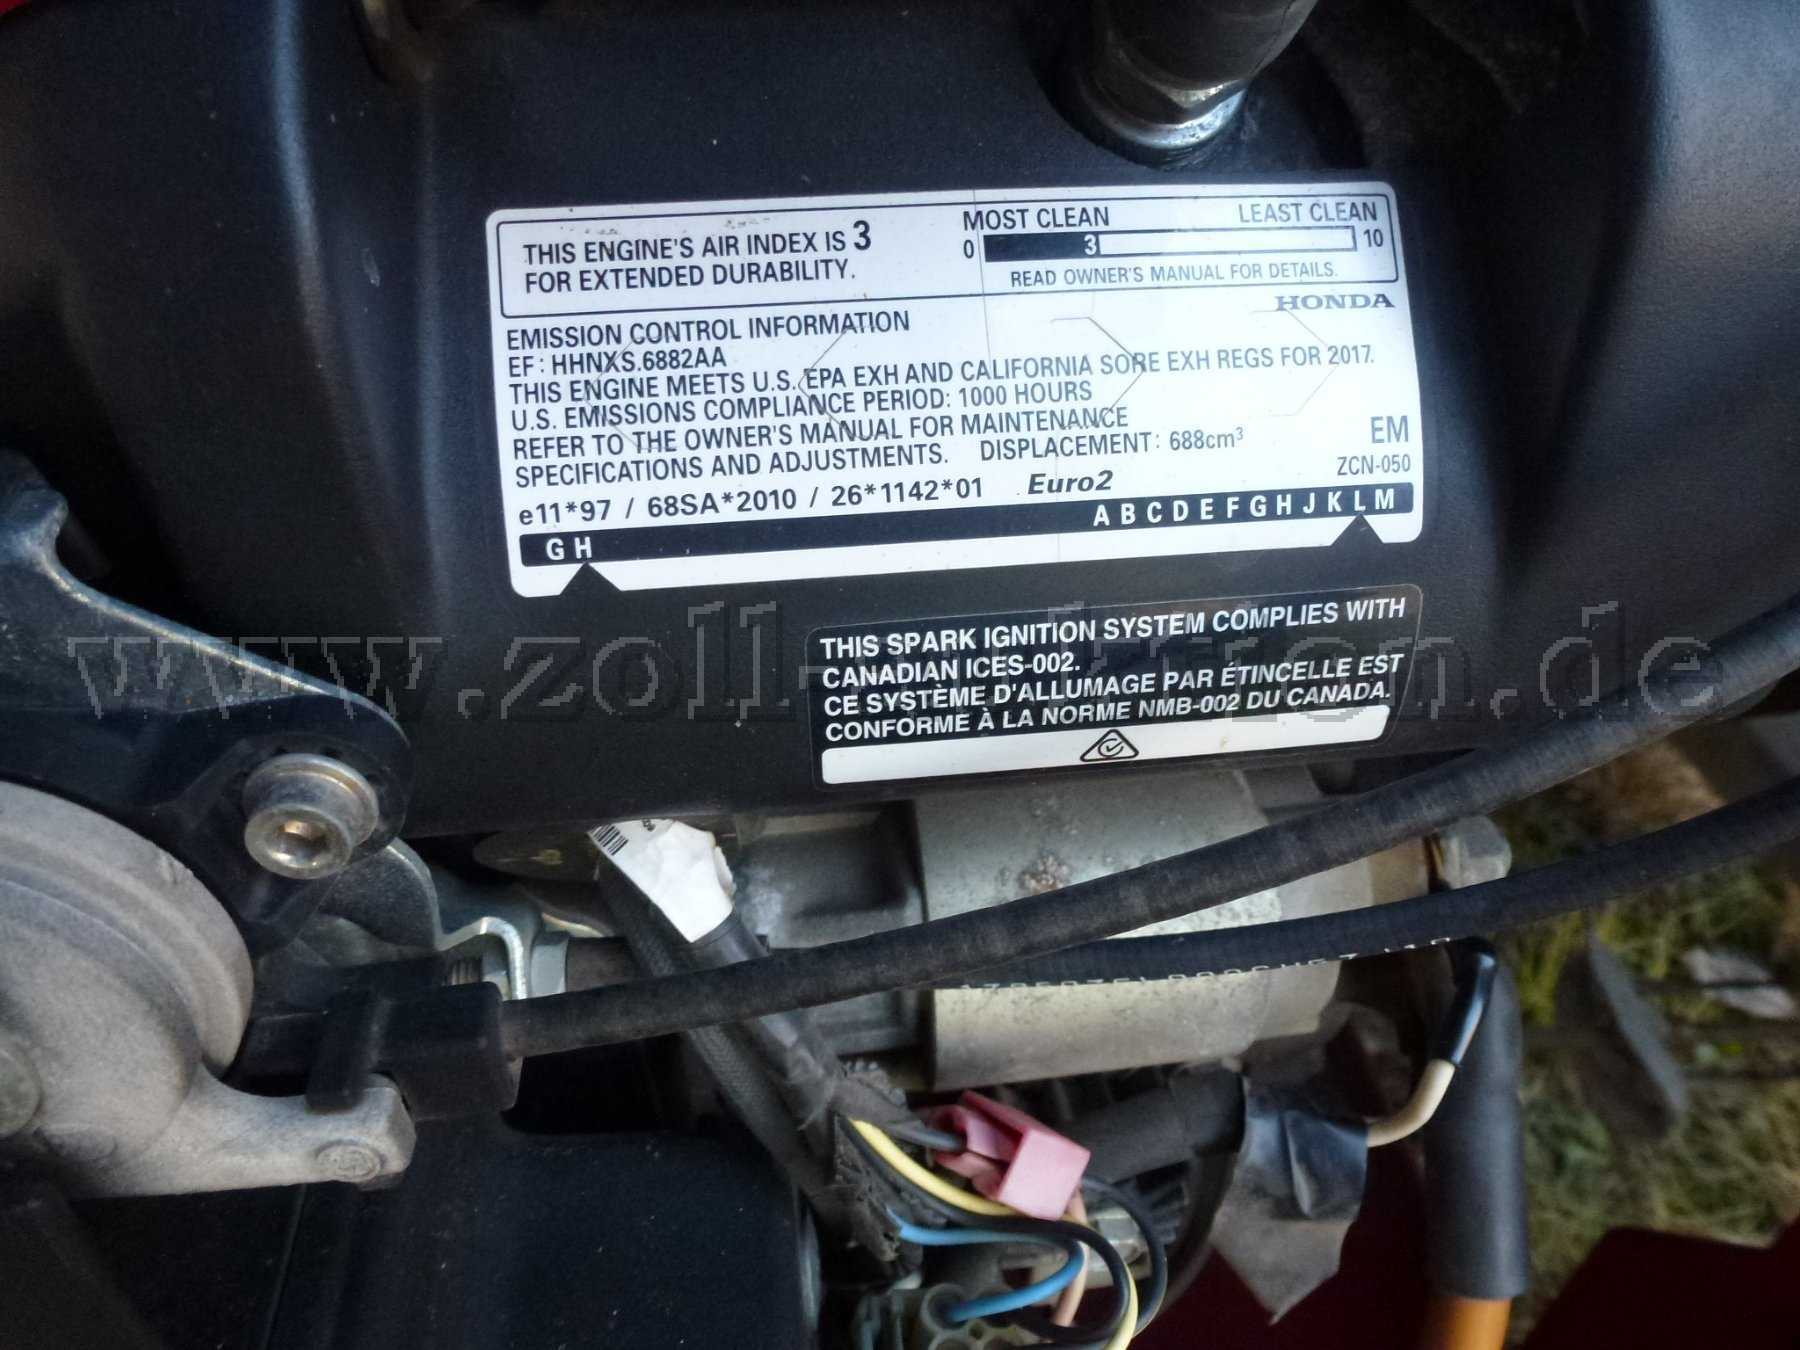 THIS ENGINE'S AIR INDEX IS 3
FOR EXTENDED DURABILITY.
MOST CLEAN LEAST CLEAN
0 3 10
READ OWNER'S MANUAL FOR DETAILS.
HONDA
EMISSION CONTROL INFORMATION
EF: HHNXS.6882AA
THIS ENGINE MEETS U.S. EPA EXH AND CALIFORNIA SORE EXH REGS FOR 2017.
U.S. EMISSIONS COMPLIANCE PERIOD: 1000 HOURS
REFER TO THE OWNER'S MANUAL FOR MAINTENANCE
SPECIFICATIONS AND ADJUSTMENTS. DISPLACEMENT: 688cm³
EM
ZCN-050
e11*97 / 68SA*2010 / 26*1142*01 Euro2
G H A B C D E F G H J K L M
www.zoll-auktion.de
THIS SPARK IGNITION SYSTEM COMPLIES WITH
CANADIAN ICES-002.
CE SYSTÈME D'ALLUMAGE PAR ÉTINCELLE EST
CONFORME À LA NORME NMB-002 DU CANADA.